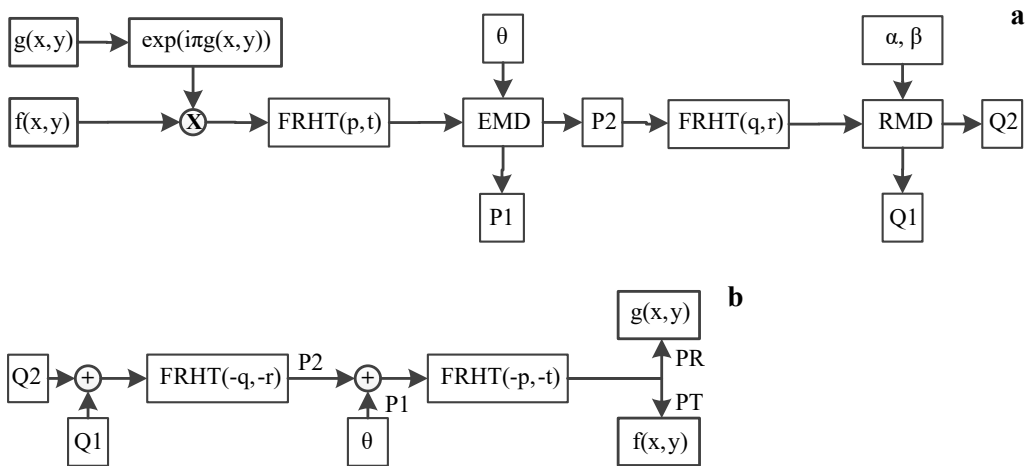 a
g(x,y) exp(iπg(x,y)) θ α, β
f(x,y) X FRHT(p,t) EMD P2 FRHT(q,r) RMD Q2
P1 Q1
b
g(x,y)
PR
Q2 + FRHT(-q,-r) P2 + FRHT(-p,-t)
P1 PT
Q1 θ f(x,y)